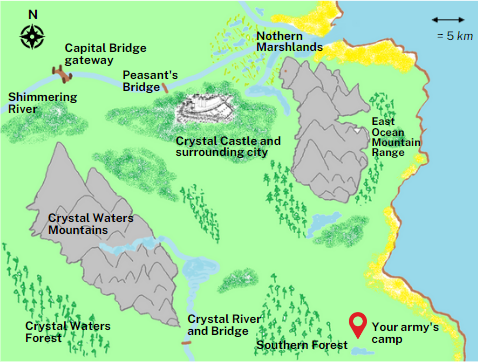 N
= 5 km
Nothern
Marshlands
Capital Bridge
gateway
Peasant's
Bridge
Shimmering
River
East
Ocean
Mountain
Range
Crystal Castle and
surrounding city
Crystal Waters
Mountains
Crystal Waters
Forest
Crystal River
and Bridge
Southern Forest
Your army's
camp